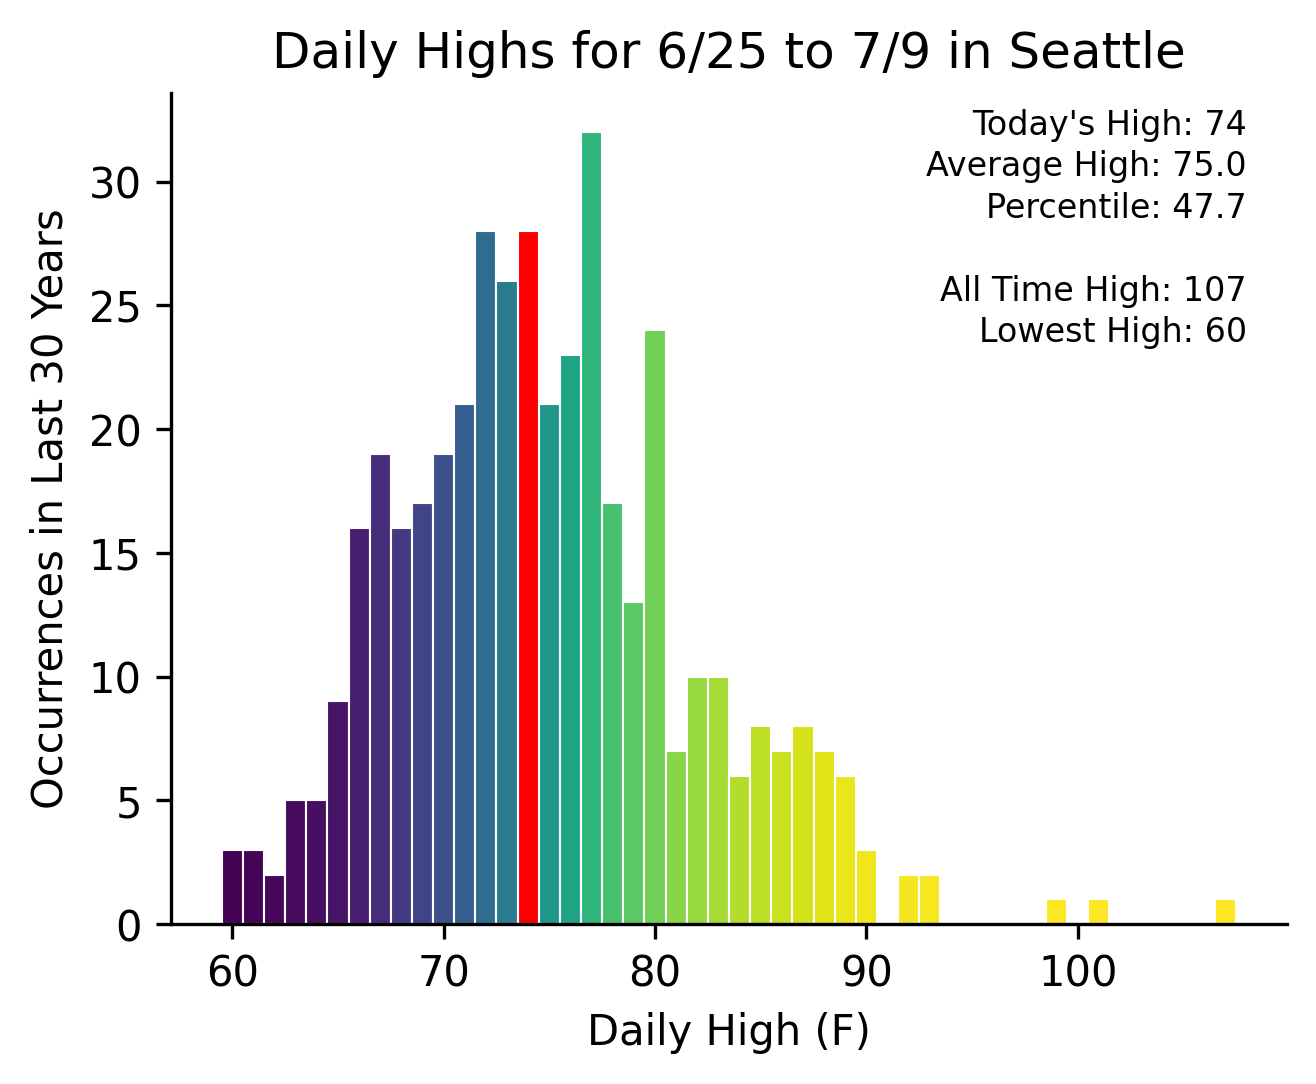 Daily Highs for 6/25 to 7/9 in Seattle
Today's High: 74
Average High: 75.0
Percentile: 47.7
All Time High: 107
Lowest High: 60
Occurrences in Last 30 Years
30
25
20
15
10
5
0
60 70 80 90 100
Daily High (F)